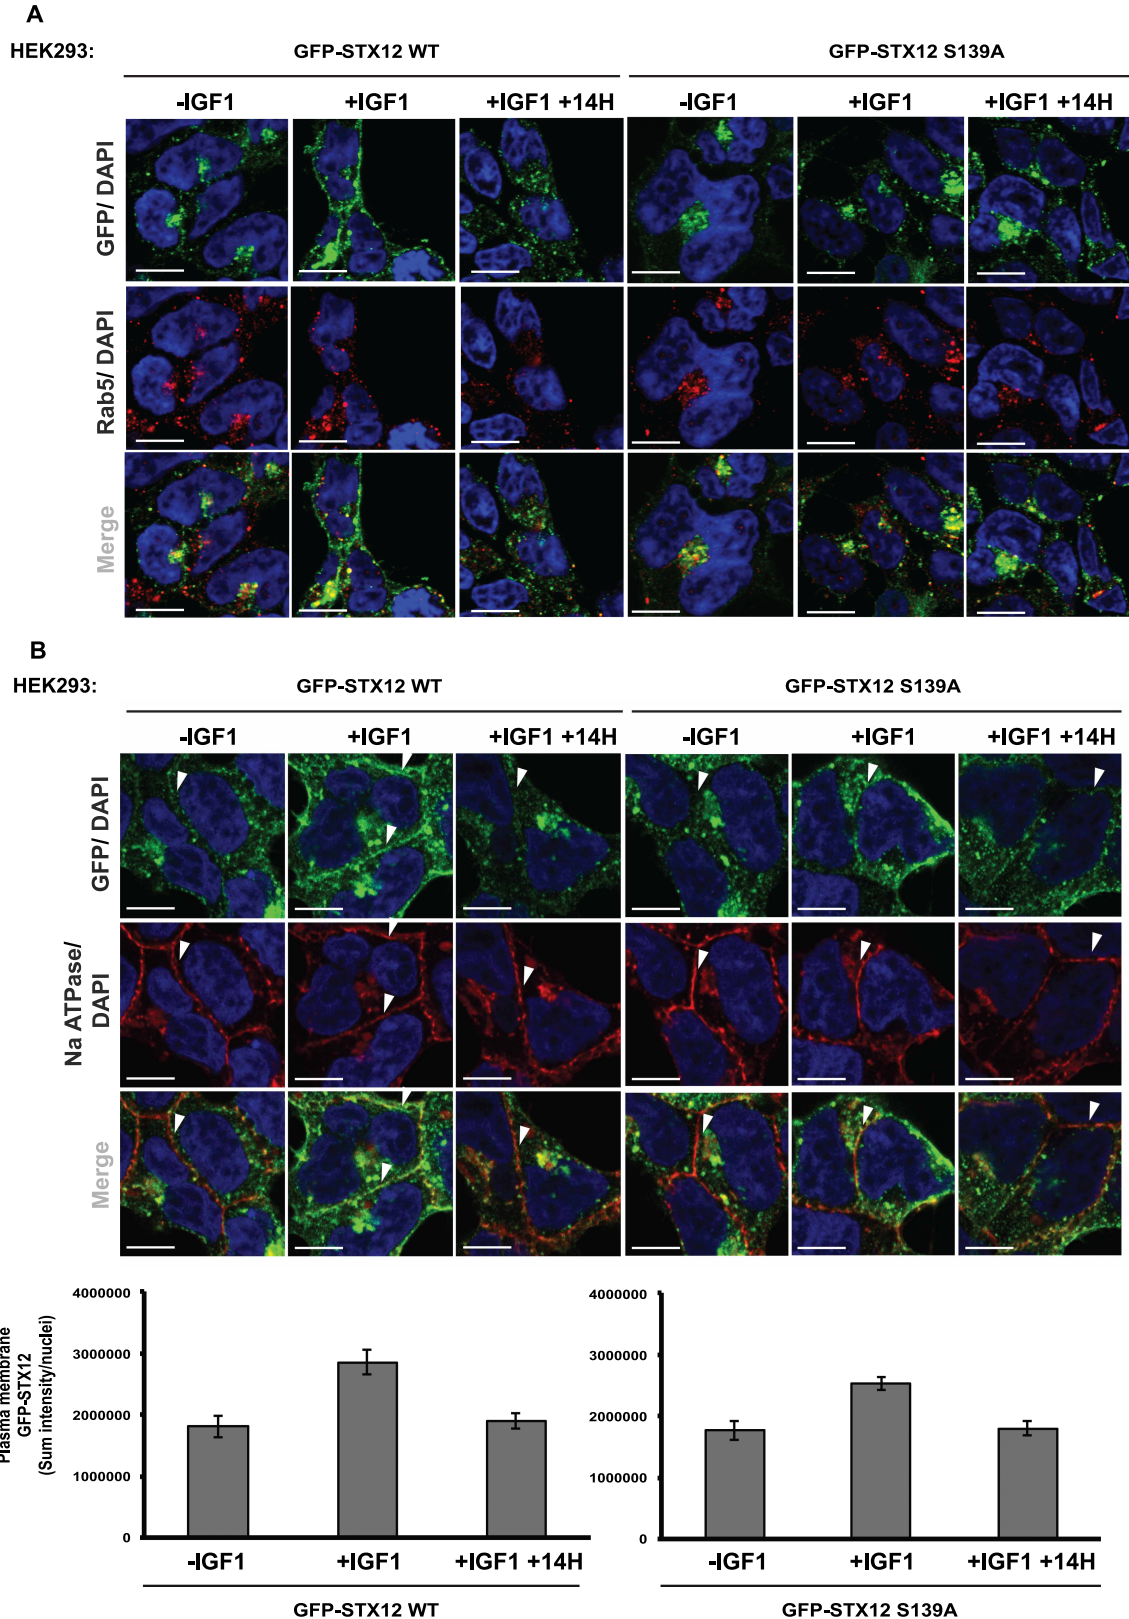 A
HEK293:
GFP-STX12 WT
GFP-STX12 S139A
-IGF1
+IGF1
+IGF1 +14H
-IGF1
+IGF1
+IGF1 +14H
GFP/ DAPI
Rab5/ DAPI
Merge
B
HEK293:
GFP-STX12 WT
GFP-STX12 S139A
-IGF1
+IGF1
+IGF1 +14H
-IGF1
+IGF1
+IGF1 +14H
GFP/ DAPI
Na ATPase/
DAPI
Merge
Plasma membrane
GFP-STX12
(Sum intensity/nuclei)
4000000
3000000
2000000
1000000
0
-IGF1
+IGF1
+IGF1 +14H
GFP-STX12 WT
4000000
3000000
2000000
1000000
0
-IGF1
+IGF1
+IGF1 +14H
GFP-STX12 S139A